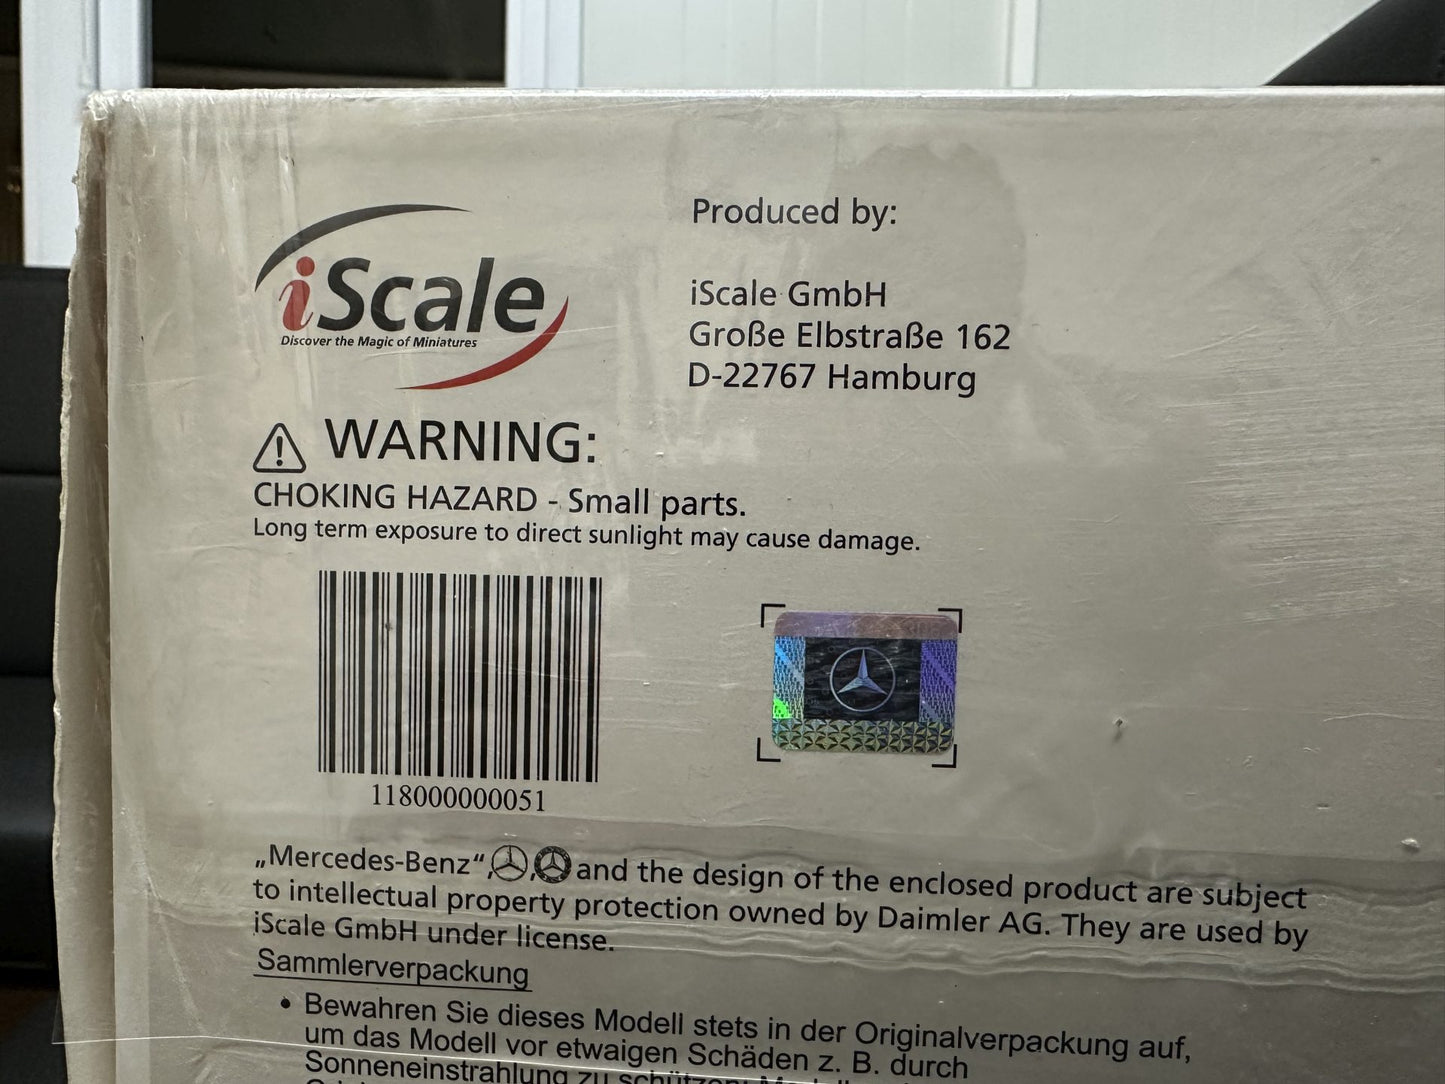 iScale
Discover the Magic of Miniatures
Produced by:
iScale GmbH
Große Elbstraße 162
D-22767 Hamburg
WARNING:
CHOKING HAZARD - Small parts.
Long term exposure to direct sunlight may cause damage.
118000000051
„Mercedes-Benz“, , and the design of the enclosed product are subject
to intellectual property protection owned by Daimler AG. They are used by
iScale GmbH under license.
Sammlerverpackung
• Bewahren Sie dieses Modell stets in der Originalverpackung auf,
um das Modell vor etwaigen Schäden z. B. durch
Sonneneinstrahlung zu schützen.